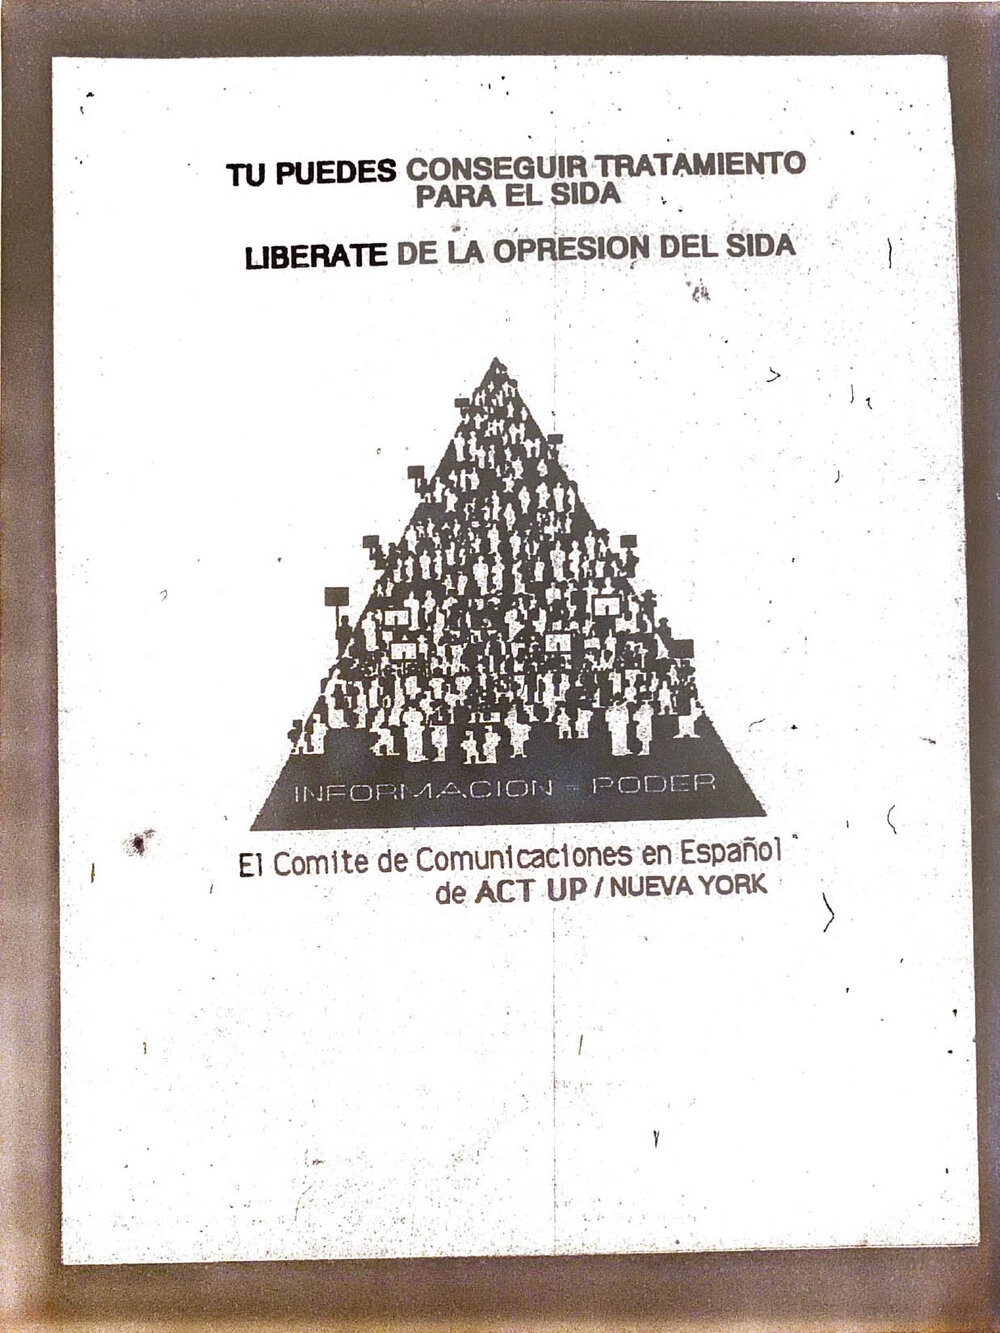 TU PUEDES CONSEGUIR TRATAMIENTO
PARA EL SIDA
LIBERATE DE LA OPRESION DEL SIDA
INFORMACION - PODER
El Comite de Comunicaciones en Español
de ACT UP / NUEVA YORK